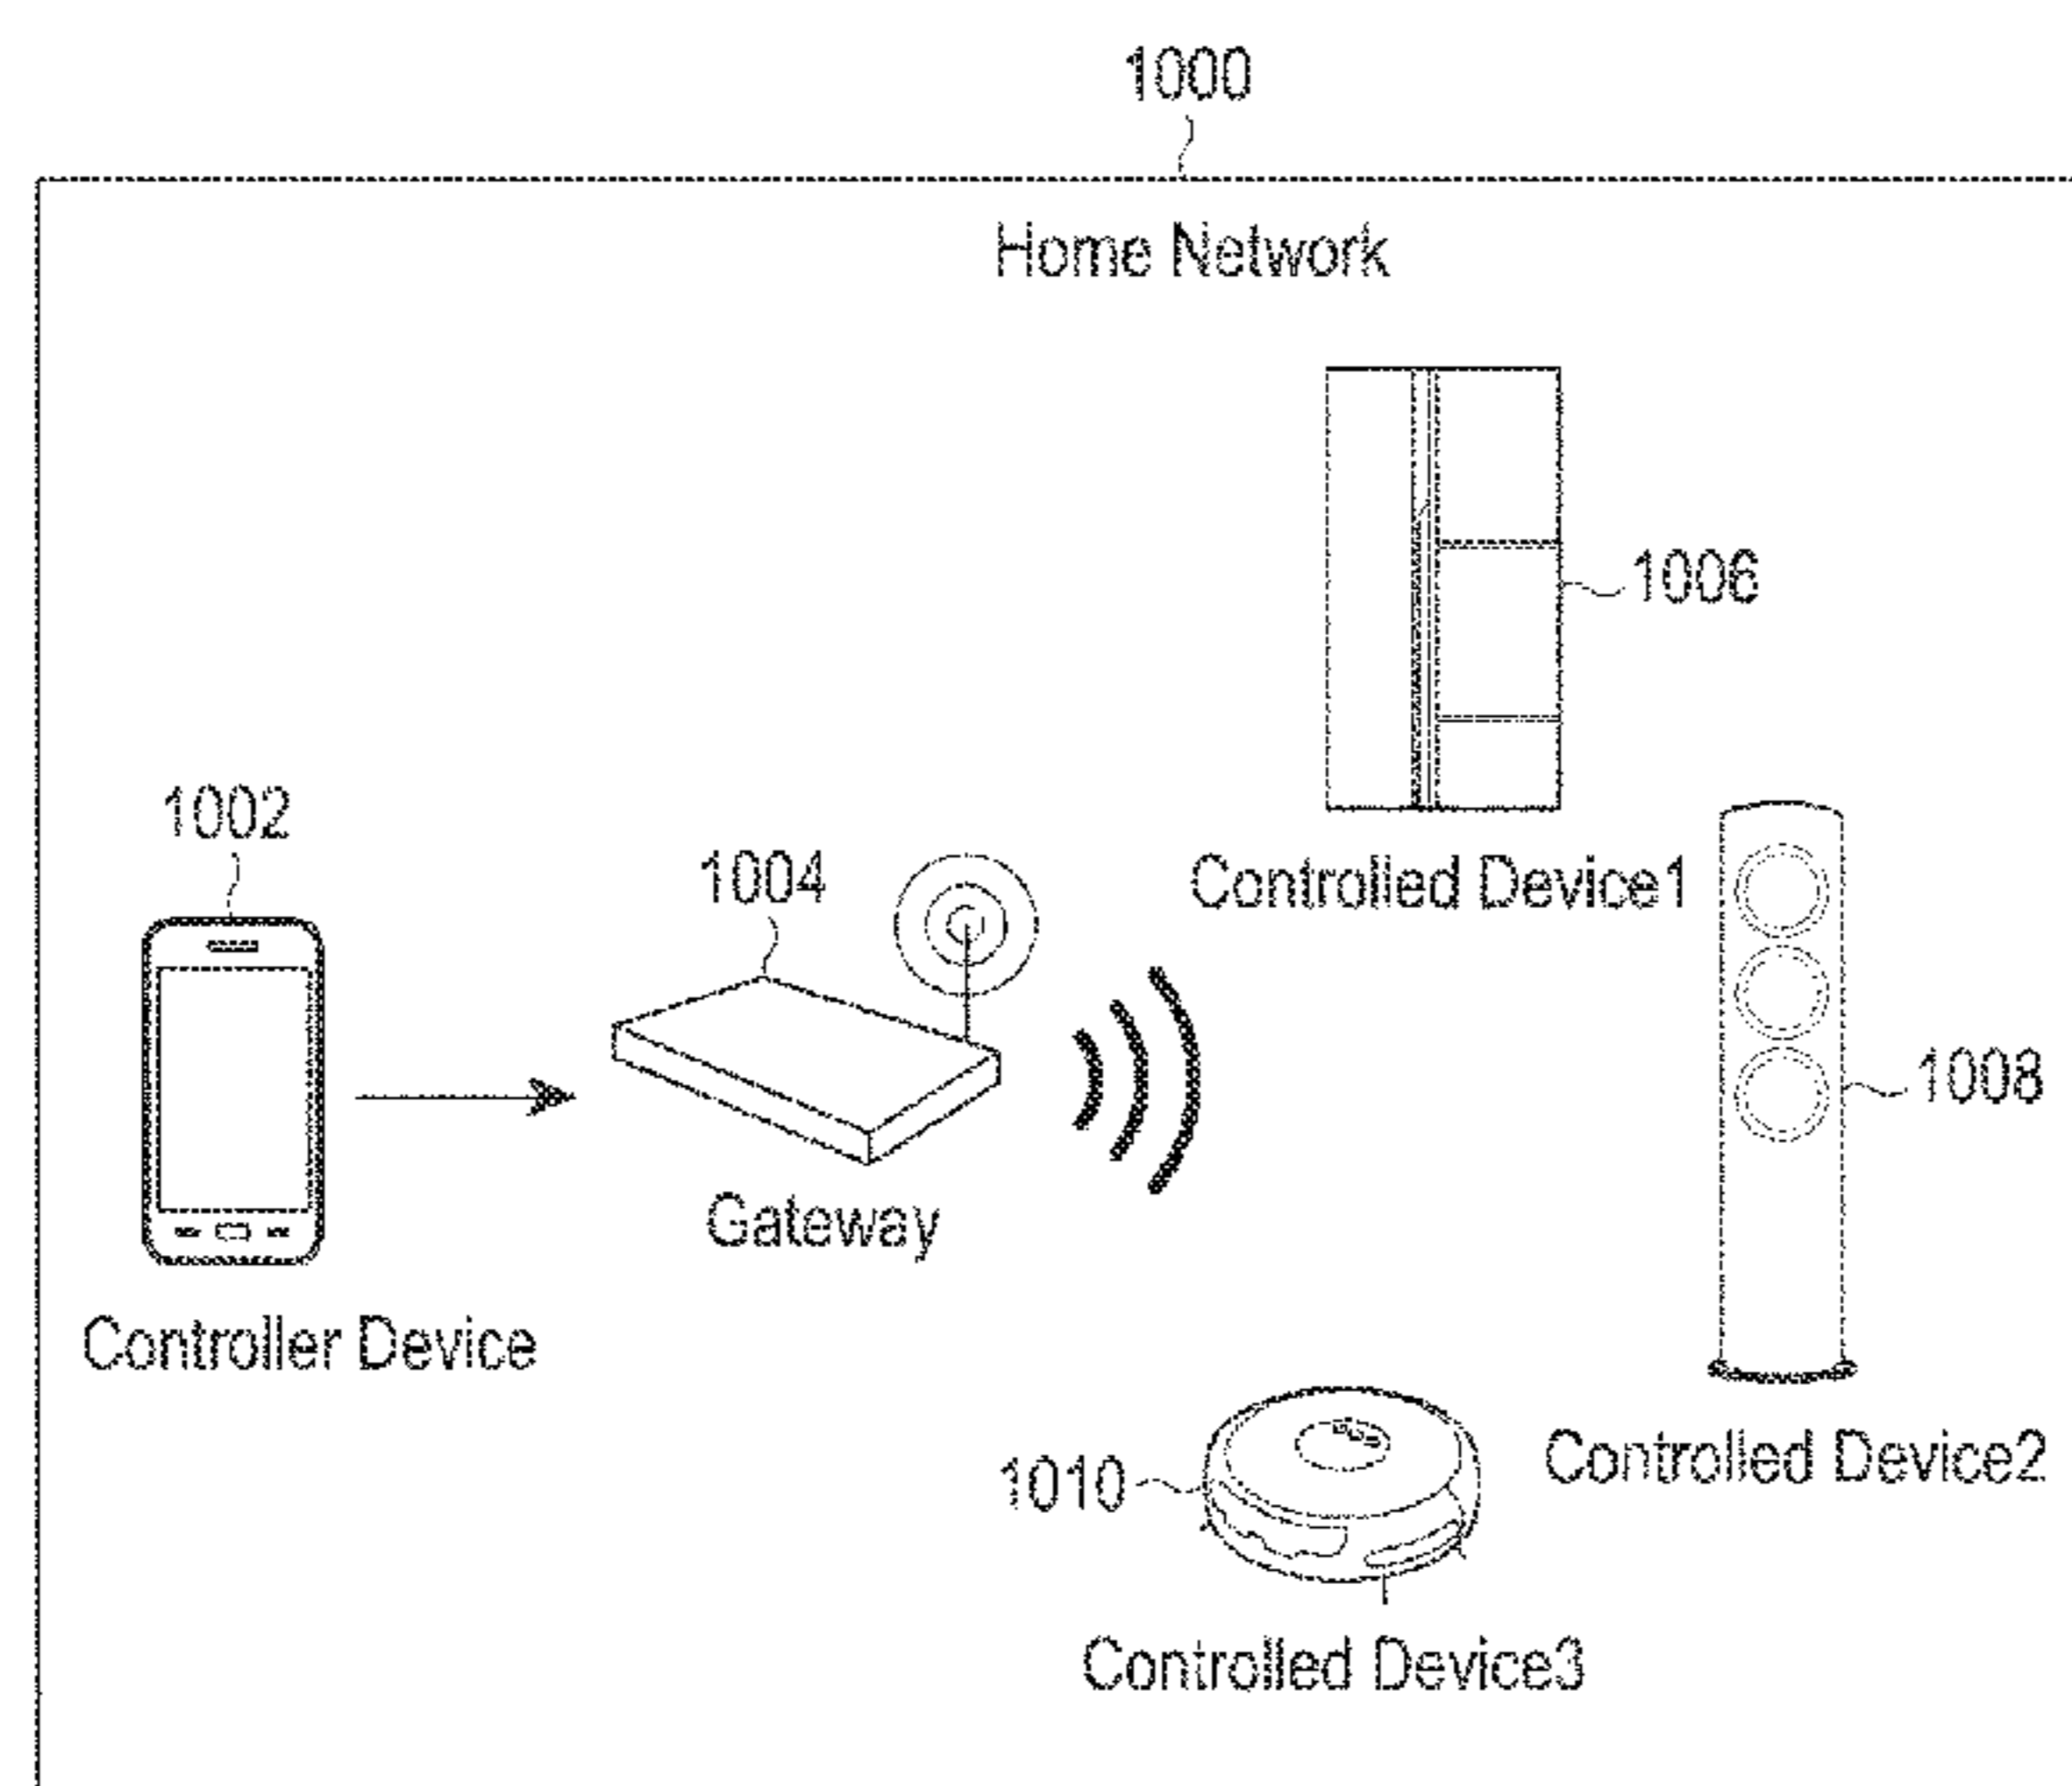 1000
Home Network
1006
1002
1004
Controlled Device1
1008
Gateway
Controller Device
Controlled Device2
1010
Controlled Device3